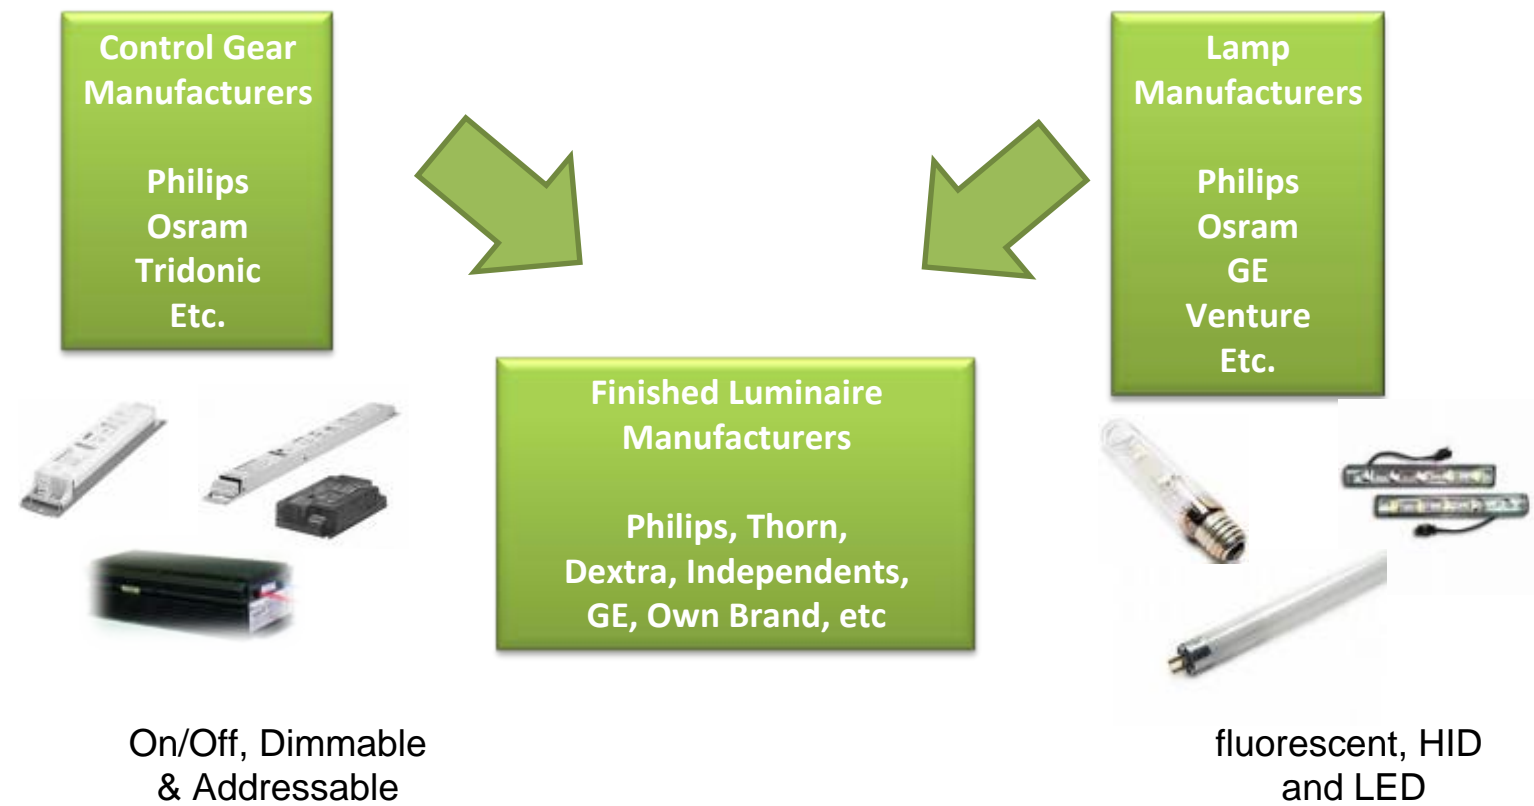 Control Gear
Manufacturers
Philips
Osram
Tridonic
Etc.
Lamp
Manufacturers
Philips
Osram
GE
Venture
Etc.
Finished Luminaire
Manufacturers
Philips, Thorn,
Dextra, Independents,
GE, Own Brand, etc
On/Off, Dimmable
& Addressable
fluorescent, HID
and LED